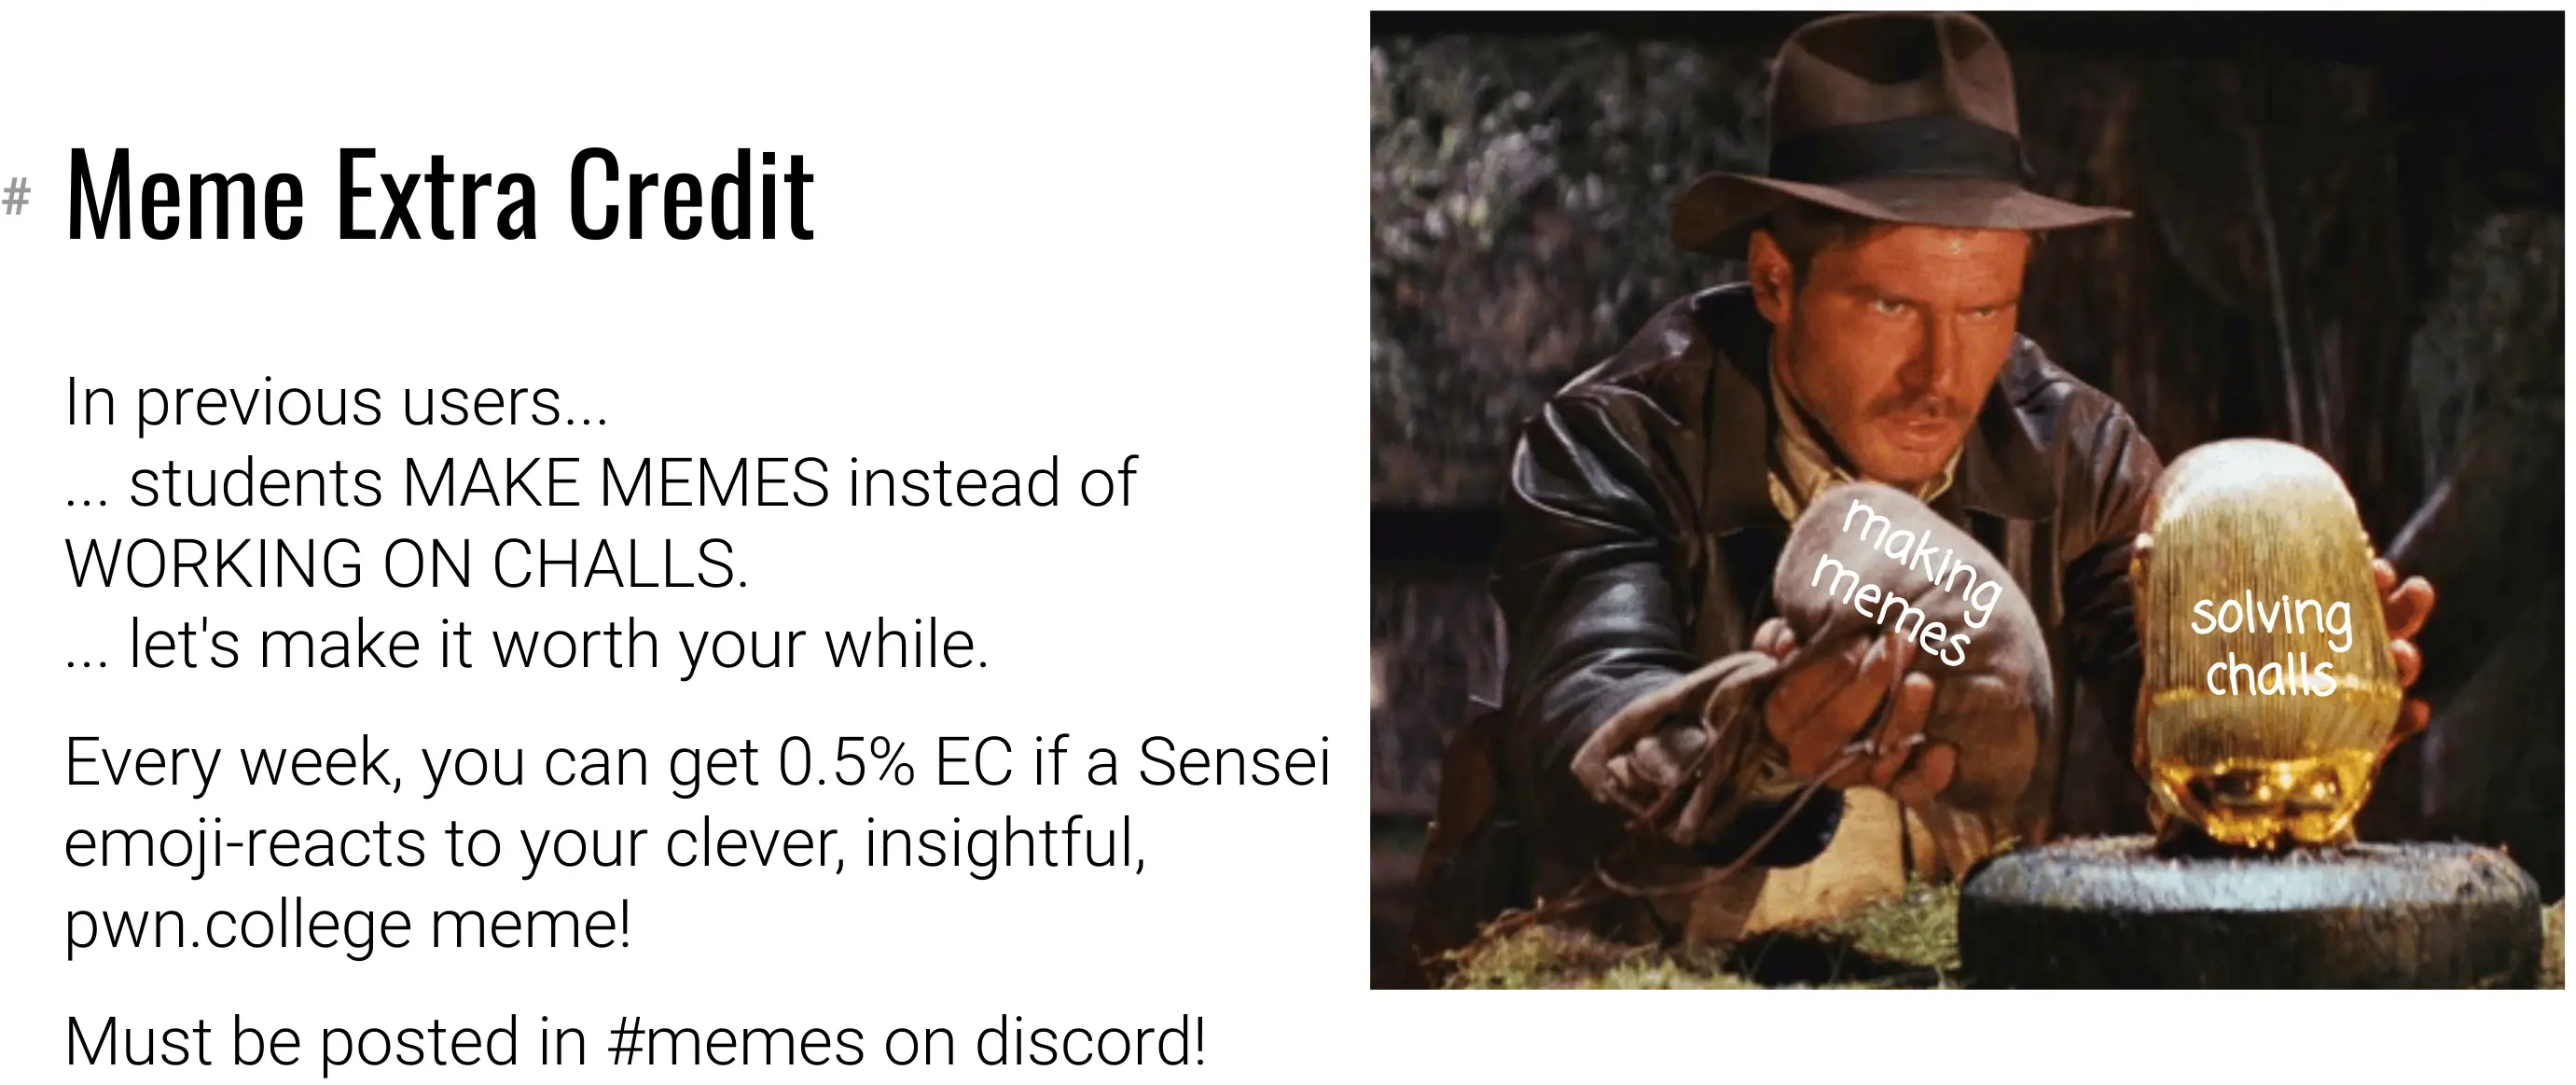 # Meme Extra Credit
In previous users...
... students MAKE MEMES instead of
WORKING ON CHALLS.
... let's make it worth your while.
Every week, you can get 0.5% EC if a Sensei
emoji-reacts to your clever, insightful,
pwn.college meme!
Must be posted in #memes on discord!
making
memes
solving
challs